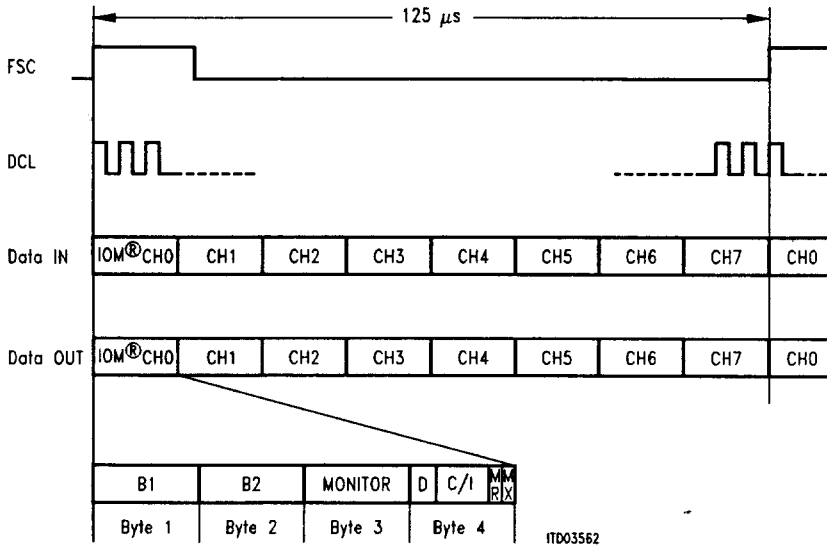 125 μs
FSC
DCL
Data IN IOM®CH0 CH1 CH2 CH3 CH4 CH5 CH6 CH7 CH0
Data OUT IOM®CH0 CH1 CH2 CH3 CH4 CH5 CH6 CH7 CH0
B1 B2 MONITOR D C/I MR MX
Byte 1 Byte 2 Byte 3 Byte 4
ITD03562